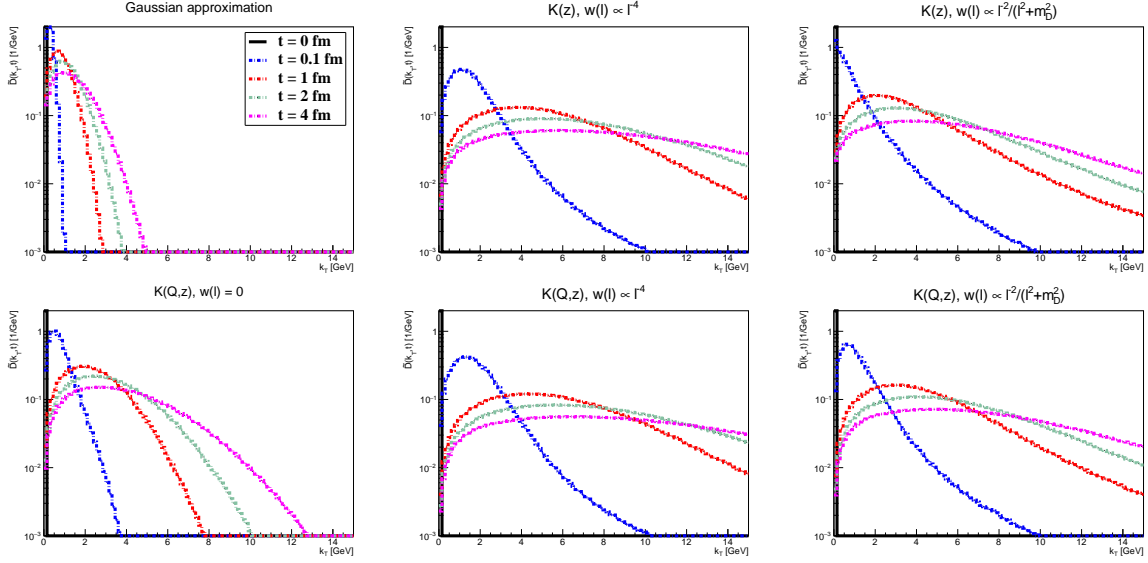 Gaussian approximation
D̃(k_T,t) [1/GeV]
1
10⁻¹
10⁻²
10⁻³
t = 0 fm
t = 0.1 fm
t = 1 fm
t = 2 fm
t = 4 fm
0 2 4 6 8 10 12 14
k_T [GeV]
K(z), w(l) ∝ l⁻⁴
D̃(k_T,t) [1/GeV]
1
10⁻¹
10⁻²
10⁻³
0 2 4 6 8 10 12 14
k_T [GeV]
K(z), w(l) ∝ l⁻²/(l²+m_D²)
D̃(k_T,t) [1/GeV]
1
10⁻¹
10⁻²
10⁻³
0 2 4 6 8 10 12 14
k_T [GeV]
K(Q,z), w(l) = 0
D̃(k_T,t) [1/GeV]
1
10⁻¹
10⁻²
10⁻³
0 2 4 6 8 10 12 14
k_T [GeV]
K(Q,z), w(l) ∝ l⁻⁴
D̃(k_T,t) [1/GeV]
1
10⁻¹
10⁻²
10⁻³
0 2 4 6 8 10 12 14
k_T [GeV]
K(Q,z), w(l) ∝ l⁻²/(l²+m_D²)
D̃(k_T,t) [1/GeV]
1
10⁻¹
10⁻²
10⁻³
0 2 4 6 8 10 12 14
k_T [GeV]